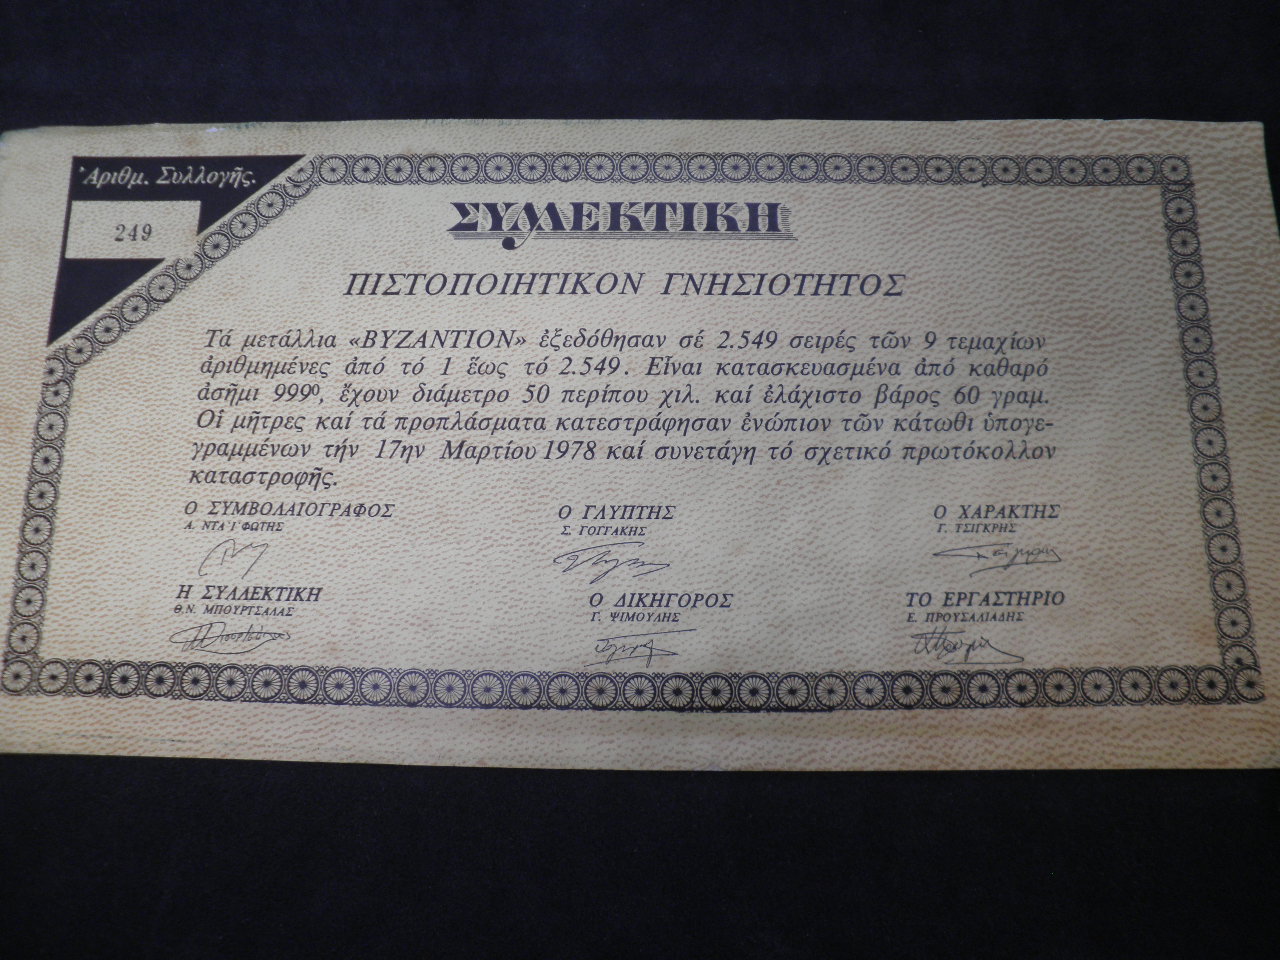 Ἀριθμ. Συλλογῆς.
249
ΣΥΛΛΕΚΤΙΚΗ
ΠΙΣΤΟΠΟΙΗΤΙΚΟΝ ΓΝΗΣΙΟΤΗΤΟΣ
Τά μετάλλια «ΒΥΖΑΝΤΙΟΝ» ἐξεδόθησαν σέ 2.549 σειρές τῶν 9 τεμαχίων
ἀριθμημένες ἀπό τό 1 ἕως τό 2.549. Εἶναι κατασκευασμένα ἀπό καθαρό
ἀσῆμι 999⁰, ἔχουν διάμετρο 50 περίπου χιλ. καί ἐλάχιστο βάρος 60 γραμ.
Οἱ μῆτρες καί τά προπλάσματα κατεστράφησαν ἐνώπιον τῶν κάτωθι ὑπογε-
γραμμένων τήν 17ην Μαρτίου 1978 καί συνετάγη τό σχετικό πρωτόκολλον
καταστροφῆς.
Ο ΣΥΜΒΟΛΑΙΟΓΡΑΦΟΣ Ο ΓΛΥΠΤΗΣ Ο ΧΑΡΑΚΤΗΣ
Α. ΝΤΑ Ϊ ΦΩΤΗΣ Σ. ΓΟΓΓΑΚΗΣ Γ. ΤΣΙΓΚΡΗΣ
Η ΣΥΛΛΕΚΤΙΚΗ Ο ΔΙΚΗΓΟΡΟΣ ΤΟ ΕΡΓΑΣΤΗΡΙΟ
Θ.Ν. ΜΠΟΥΡΤΣΑΛΑΣ Γ. ΨΙΜΟΥΛΗΣ Ε. ΠΡΟΥΣΑΛΙΑΔΗΣ